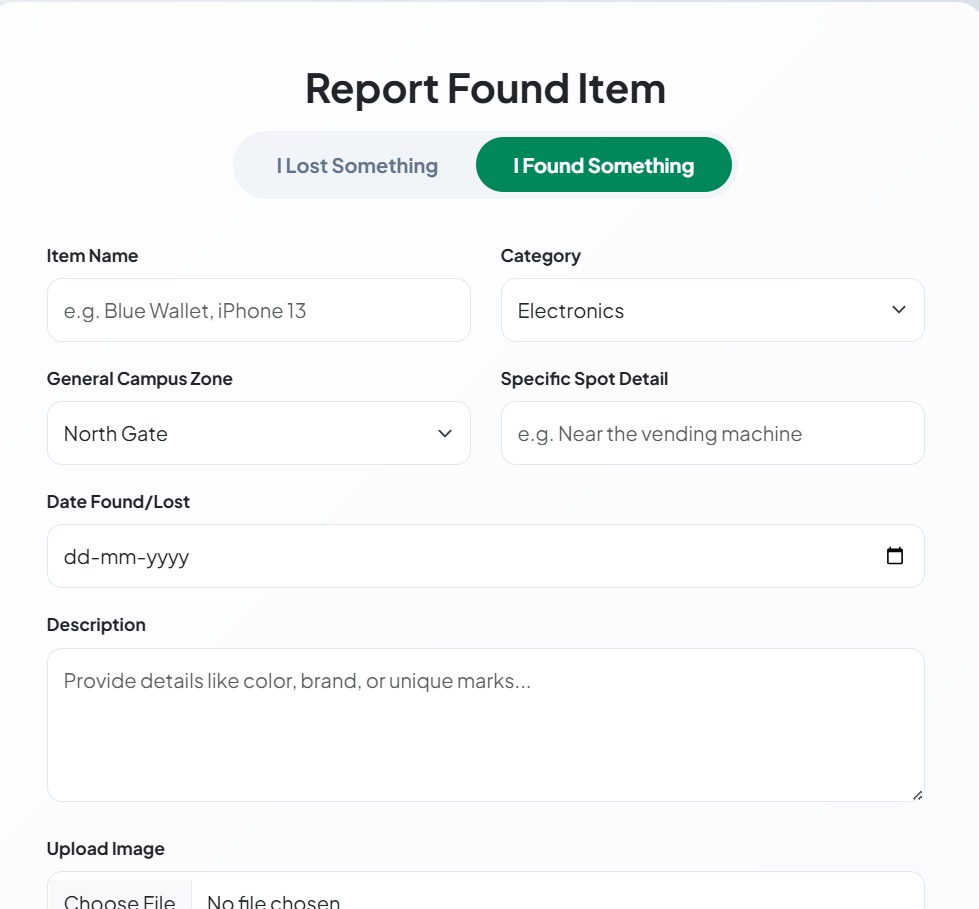 Report Found Item
I Lost Something
I Found Something
Item Name
Category
e.g. Blue Wallet, iPhone 13
Electronics
General Campus Zone
Specific Spot Detail
North Gate
e.g. Near the vending machine
Date Found/Lost
dd-mm-yyyy
Description
Provide details like color, brand, or unique marks...
Upload Image
Choose File
No file chosen